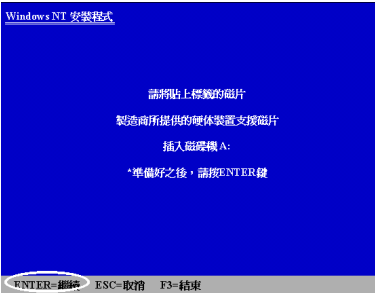 Windows NT 安裝程式
請將貼上標籤的磁片
製造商所提供的硬体裝置支援磁片
插入磁碟機 A:
*準備好之後，請按ENTER鍵
ENTER=繼續 ESC=取消 F3=結束